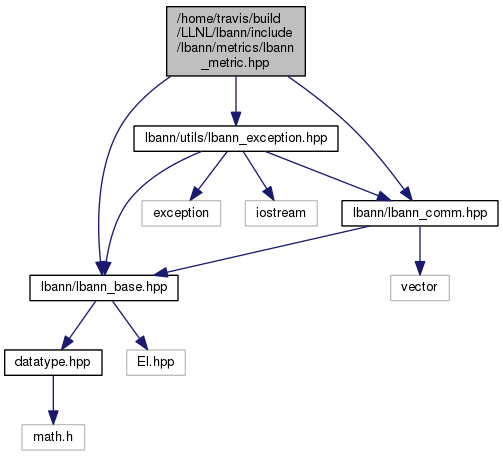 /home/travis/build
/LLNL/lbann/include
/lbann/metrics/lbann
_metric.hpp
lbann/utils/lbann_exception.hpp
exception
iostream
lbann/lbann_comm.hpp
lbann/lbann_base.hpp
vector
datatype.hpp
El.hpp
math.h